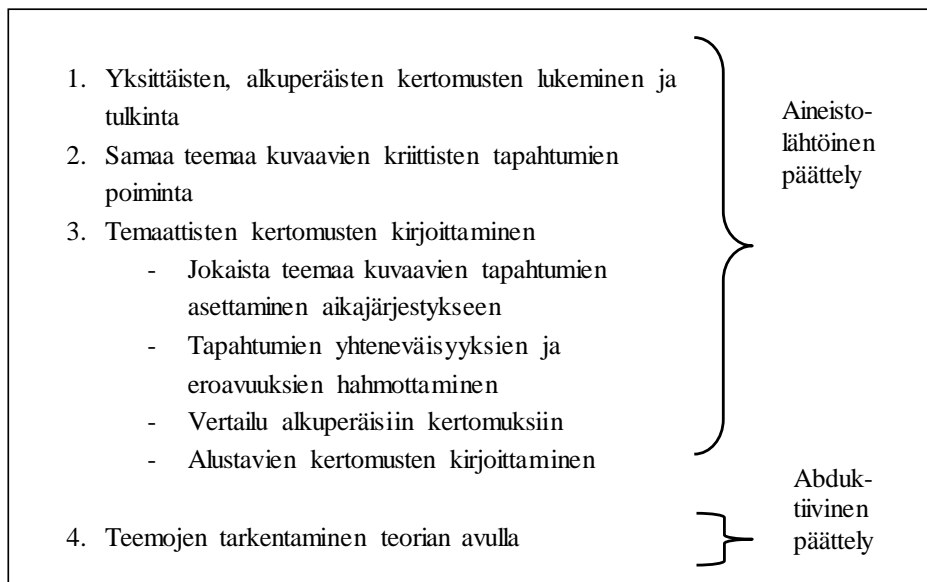 1. Yksittäisten, alkuperäisten kertomusten lukeminen ja
tulkinta
2. Samaa teemaa kuvaavien kriittisten tapahtumien
poiminta
3. Temaattisten kertomusten kirjoittaminen
- Jokaista teemaa kuvaavien tapahtumien
asettaminen aikajärjestykseen
- Tapahtumien yhteneväisyyksien ja
eroavuuksien hahmottaminen
- Vertailu alkuperäisiin kertomuksiin
- Alustavien kertomusten kirjoittaminen
Aineisto-
lähtöinen
päättely
4. Teemojen tarkentaminen teorian avulla
Abduk-
tiivinen
päättely